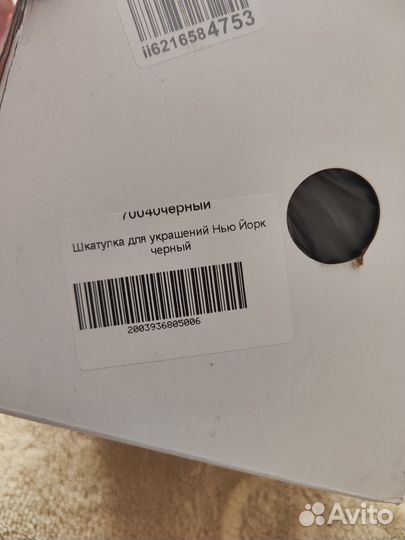 ii6216584753
70040черный
Шкатулка для украшений Нью Йорк
черный
2003936805006
Avito